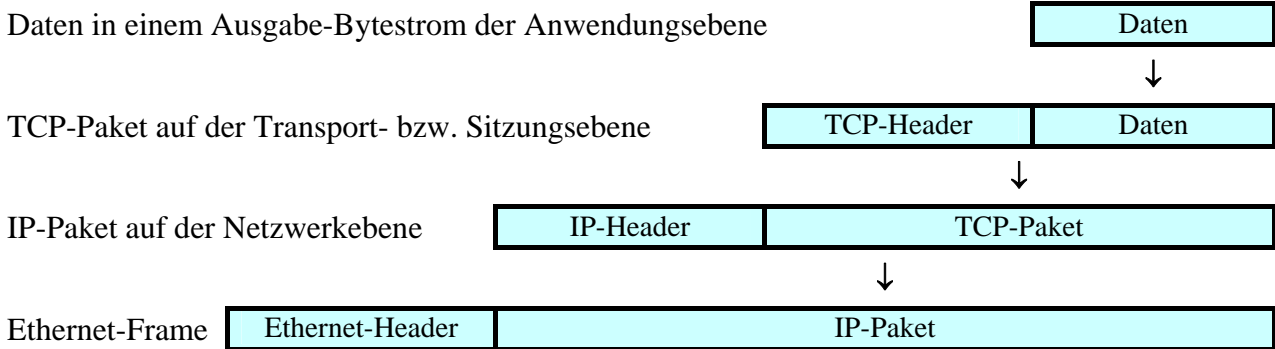 Daten in einem Ausgabe-Bytestrom der Anwendungsebene Daten
↓
TCP-Paket auf der Transport- bzw. Sitzungsebene TCP-Header Daten
↓
IP-Paket auf der Netzwerkebene IP-Header TCP-Paket
↓
Ethernet-Frame Ethernet-Header IP-Paket